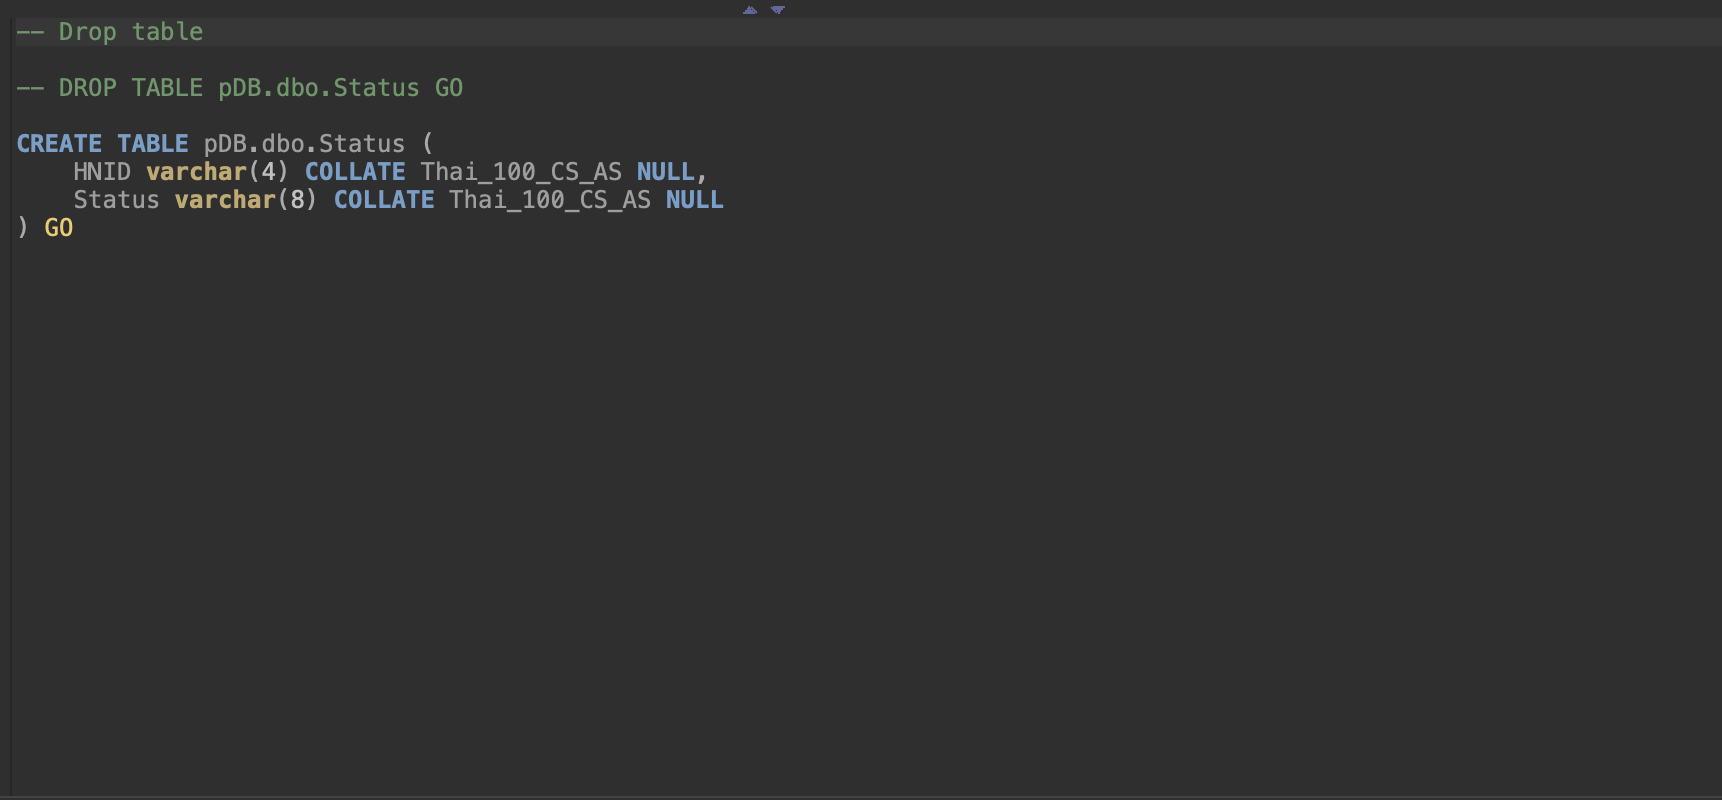 -- Drop table
-- DROP TABLE pDB.dbo.Status GO
CREATE TABLE pDB.dbo.Status (
    HNID varchar(4) COLLATE Thai_100_CS_AS NULL,
    Status varchar(8) COLLATE Thai_100_CS_AS NULL
) GO